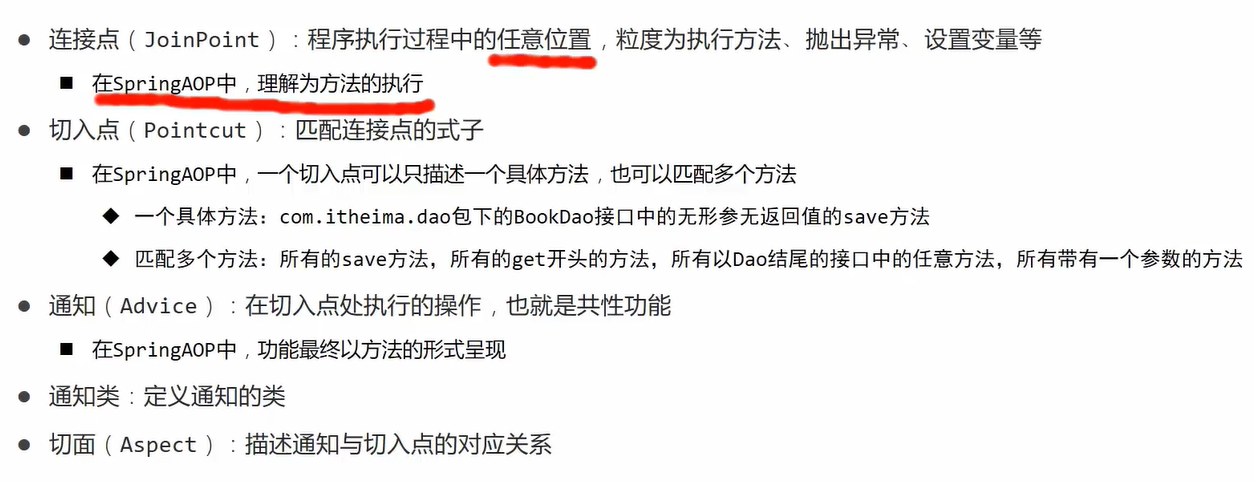 连接点（JoinPoint）：程序执行过程中的任意位置，粒度为执行方法、抛出异常、设置变量等
在SpringAOP中，理解为方法的执行
切入点（Pointcut）：匹配连接点的式子
在SpringAOP中，一个切入点可以只描述一个具体方法，也可以匹配多个方法
一个具体方法：com.itheima.dao包下的BookDao接口中的无形参无返回值的save方法
匹配多个方法：所有的save方法，所有的get开头的方法，所有以Dao结尾的接口中的任意方法，所有带有一个参数的方法
通知（Advice）：在切入点处执行的操作，也就是共性功能
在SpringAOP中，功能最终以方法的形式呈现
通知类：定义通知的类
切面（Aspect）：描述通知与切入点的对应关系